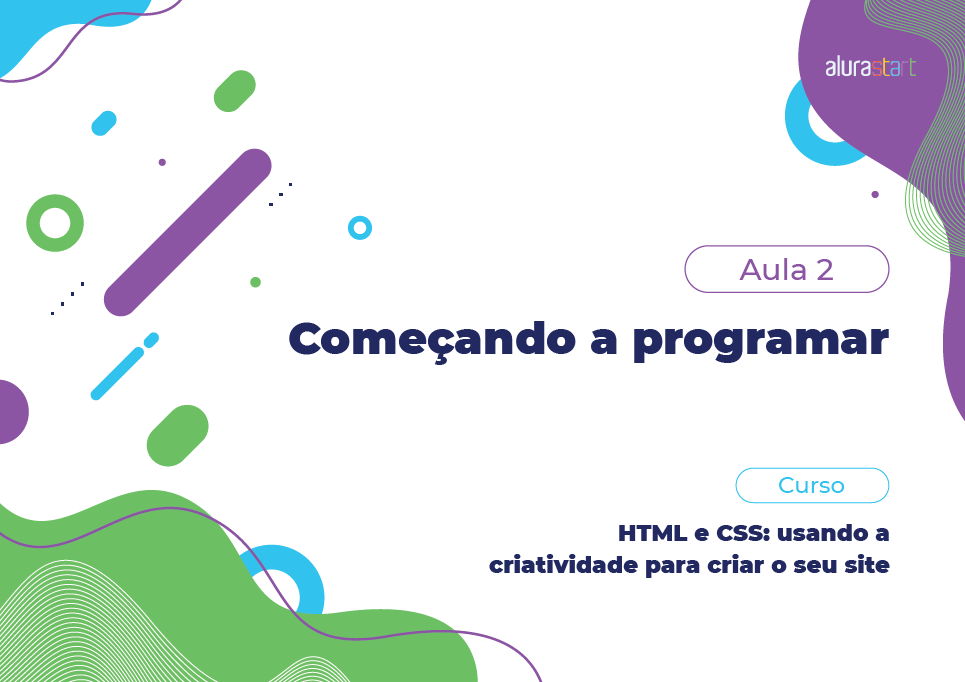 alurastart
Aula 2
Começando a programar
Curso
HTML e CSS: usando a
criatividade para criar o seu site